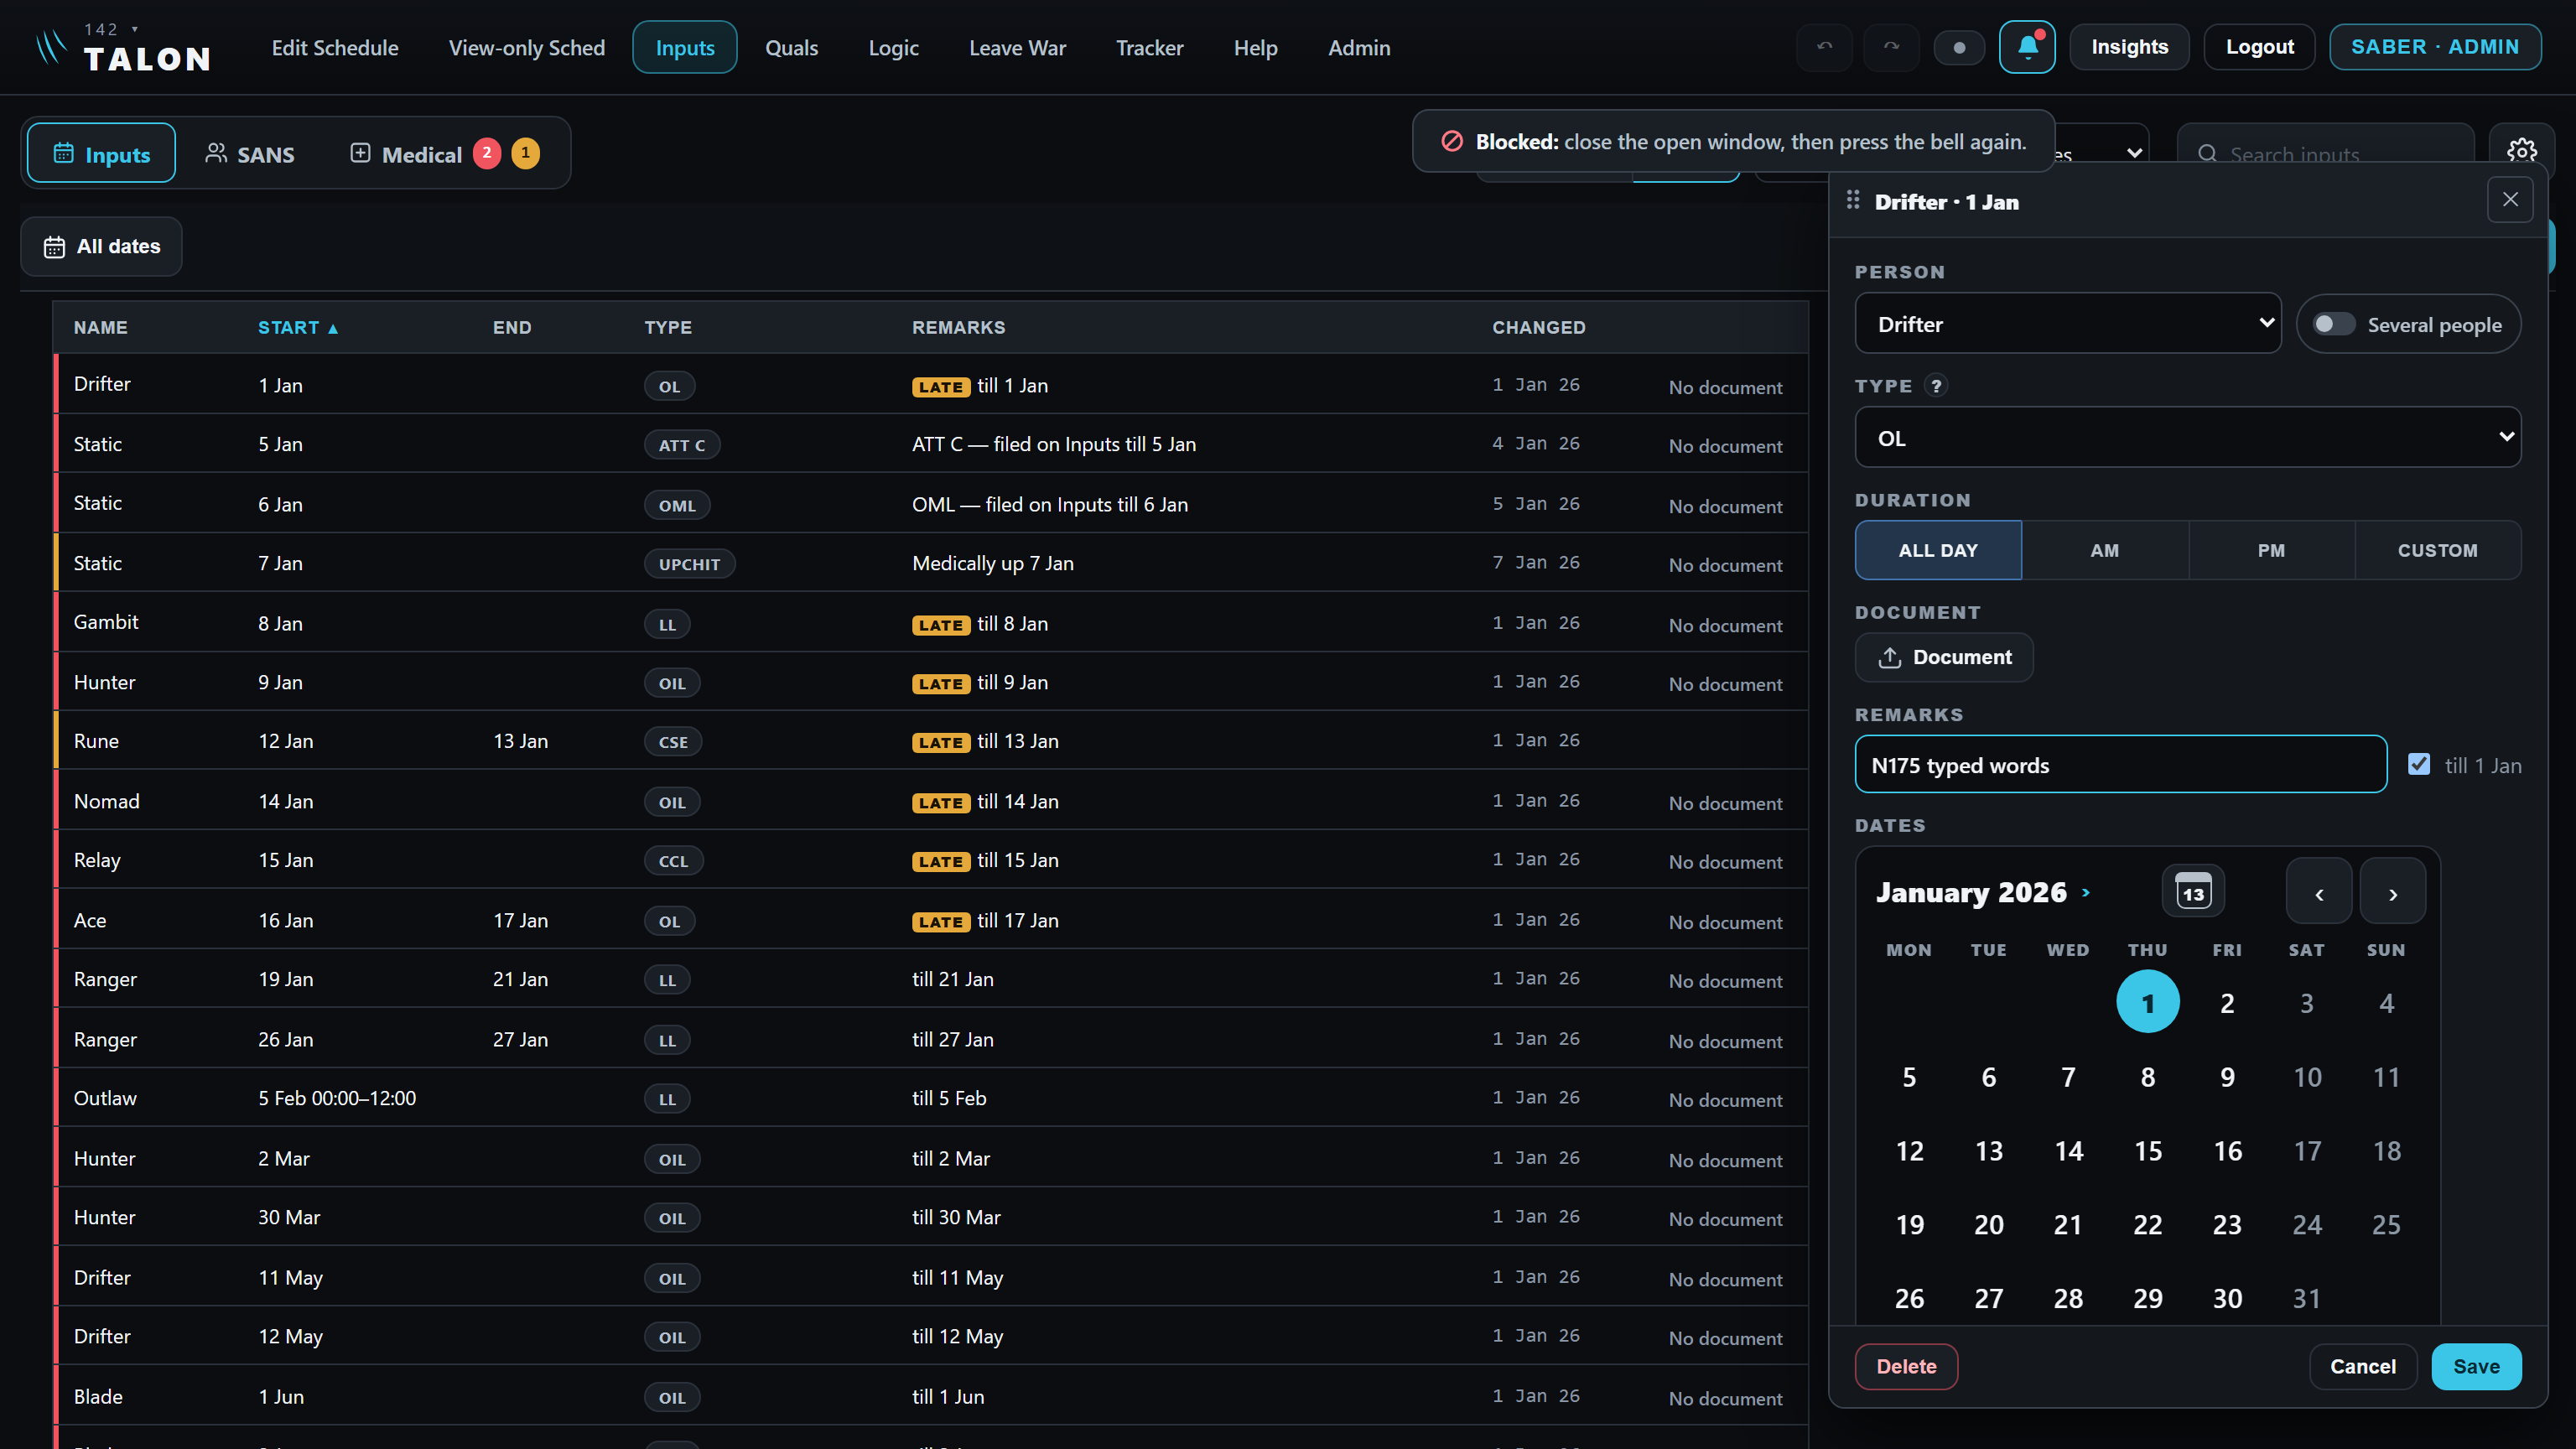 142 ▾
TALON
Edit Schedule
View-only Sched
Inputs
Quals
Logic
Leave War
Tracker
Help
Admin
Insights
Logout
SABER · ADMIN
Inputs
SANS
Medical 2 1
Blocked: close the open window, then press the bell again.
es
Search inputs
All dates
NAME START ▲ END TYPE REMARKS CHANGED
Drifter 1 Jan OL LATE till 1 Jan 1 Jan 26 No document
Static 5 Jan ATT C ATT C — filed on Inputs till 5 Jan 4 Jan 26 No document
Static 6 Jan OML OML — filed on Inputs till 6 Jan 5 Jan 26 No document
Static 7 Jan UPCHIT Medically up 7 Jan 7 Jan 26 No document
Gambit 8 Jan LL LATE till 8 Jan 1 Jan 26 No document
Hunter 9 Jan OIL LATE till 9 Jan 1 Jan 26 No document
Rune 12 Jan 13 Jan CSE LATE till 13 Jan 1 Jan 26
Nomad 14 Jan OIL LATE till 14 Jan 1 Jan 26 No document
Relay 15 Jan CCL LATE till 15 Jan 1 Jan 26 No document
Ace 16 Jan 17 Jan OL LATE till 17 Jan 1 Jan 26 No document
Ranger 19 Jan 21 Jan LL till 21 Jan 1 Jan 26 No document
Ranger 26 Jan 27 Jan LL till 27 Jan 1 Jan 26 No document
Outlaw 5 Feb 00:00–12:00 LL till 5 Feb 1 Jan 26 No document
Hunter 2 Mar OIL till 2 Mar 1 Jan 26 No document
Hunter 30 Mar OIL till 30 Mar 1 Jan 26 No document
Drifter 11 May OIL till 11 May 1 Jan 26 No document
Drifter 12 May OIL till 12 May 1 Jan 26 No document
Blade 1 Jun OIL till 1 Jun 1 Jan 26 No document
Drifter · 1 Jan
PERSON
Drifter
Several people
TYPE ?
OL
DURATION
ALL DAY AM PM CUSTOM
DOCUMENT
Document
REMARKS
N175 typed words
till 1 Jan
DATES
January 2026 › 13 ‹ ›
MON TUE WED THU FRI SAT SUN
1 2 3 4
5 6 7 8 9 10 11
12 13 14 15 16 17 18
19 20 21 22 23 24 25
26 27 28 29 30 31
Delete Cancel Save